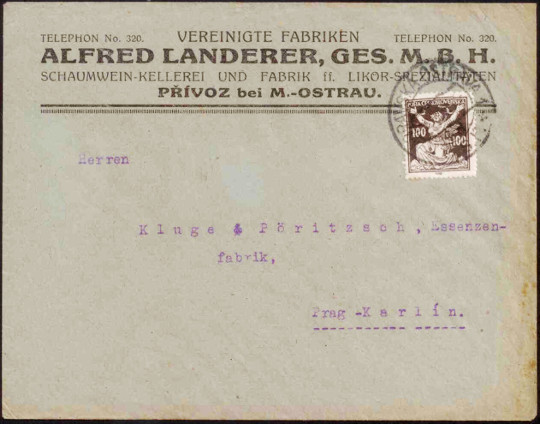 TELEPHON No. 320. VEREINIGTE FABRIKEN TELEPHON No. 320.
ALFRED LANDERER, GES. M. B. H.
SCHAUMWEIN-KELLEREI UND FABRIK ff. LIKÖR-SPEZIALITÄTEN
PŘÍVOZ bei M.-OSTRAU.
100 100
Herren
Kluge & Pöritzsch, Essenzen-
fabrik,
Prag-Karlín.